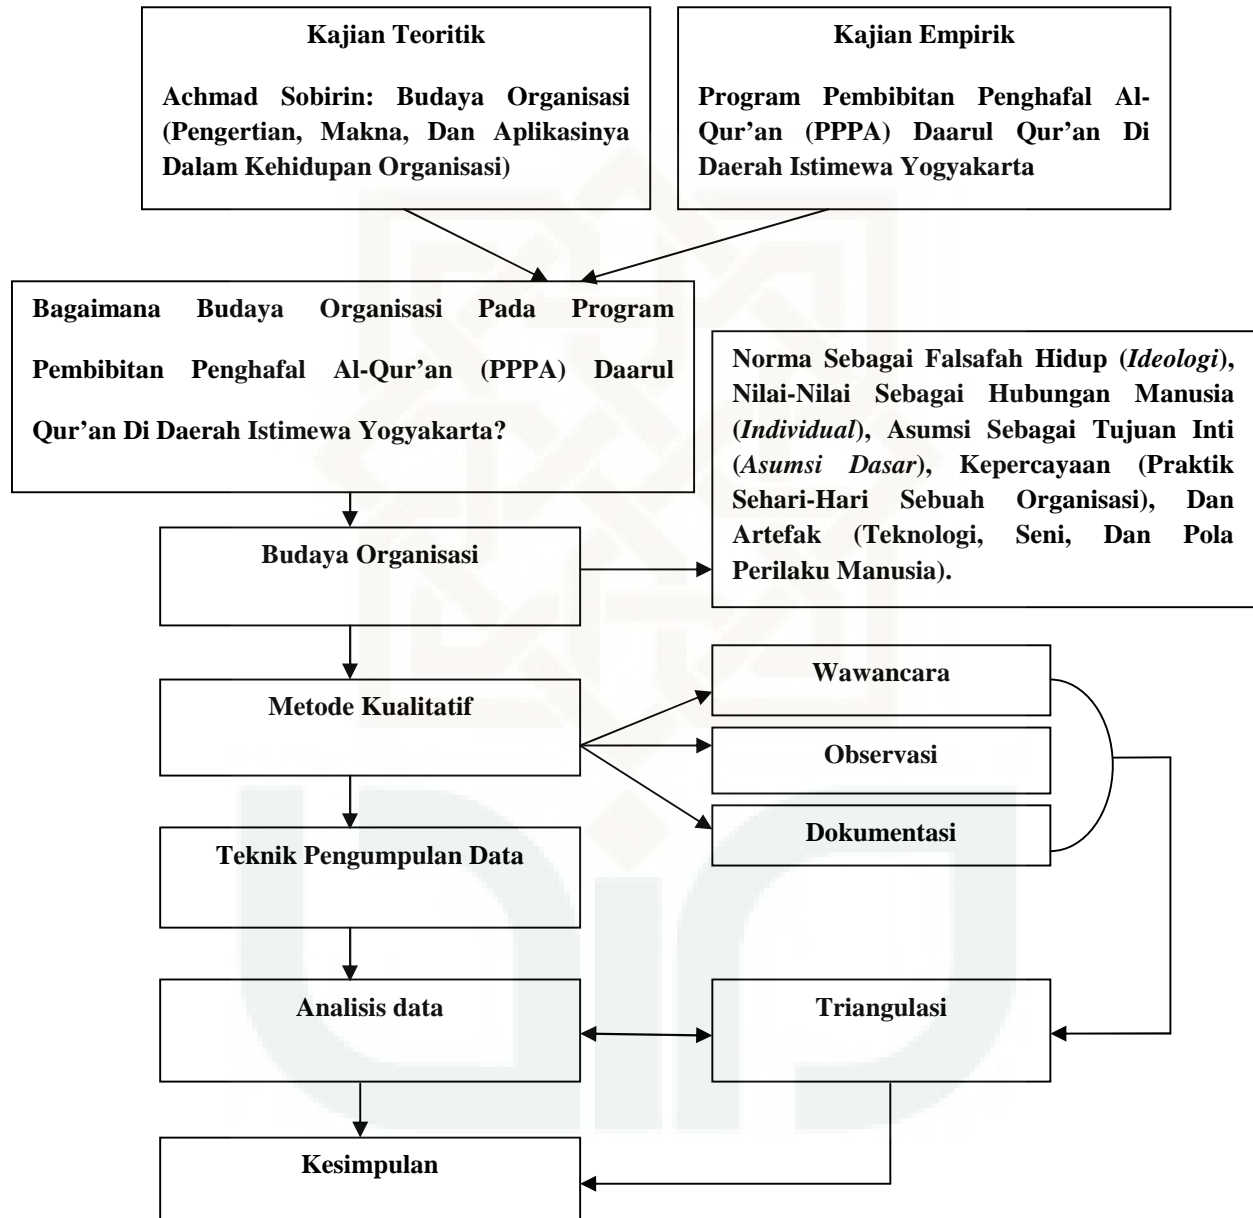 Kajian Teoritik
Achmad Sobirin: Budaya Organisasi
(Pengertian, Makna, Dan Aplikasinya
Dalam Kehidupan Organisasi)
Kajian Empirik
Program Pembibitan Penghafal Al-
Qur’an (PPPA) Daarul Qur’an Di
Daerah Istimewa Yogyakarta
Bagaimana Budaya Organisasi Pada Program
Pembibitan Penghafal Al-Qur’an (PPPA) Daarul
Qur’an Di Daerah Istimewa Yogyakarta?
Norma Sebagai Falsafah Hidup (Ideologi),
Nilai-Nilai Sebagai Hubungan Manusia
(Individual), Asumsi Sebagai Tujuan Inti
(Asumsi Dasar), Kepercayaan (Praktik
Sehari-Hari Sebuah Organisasi), Dan
Artefak (Teknologi, Seni, Dan Pola
Perilaku Manusia).
Budaya Organisasi
Metode Kualitatif
Wawancara
Observasi
Dokumentasi
Teknik Pengumpulan Data
Analisis data
Triangulasi
Kesimpulan